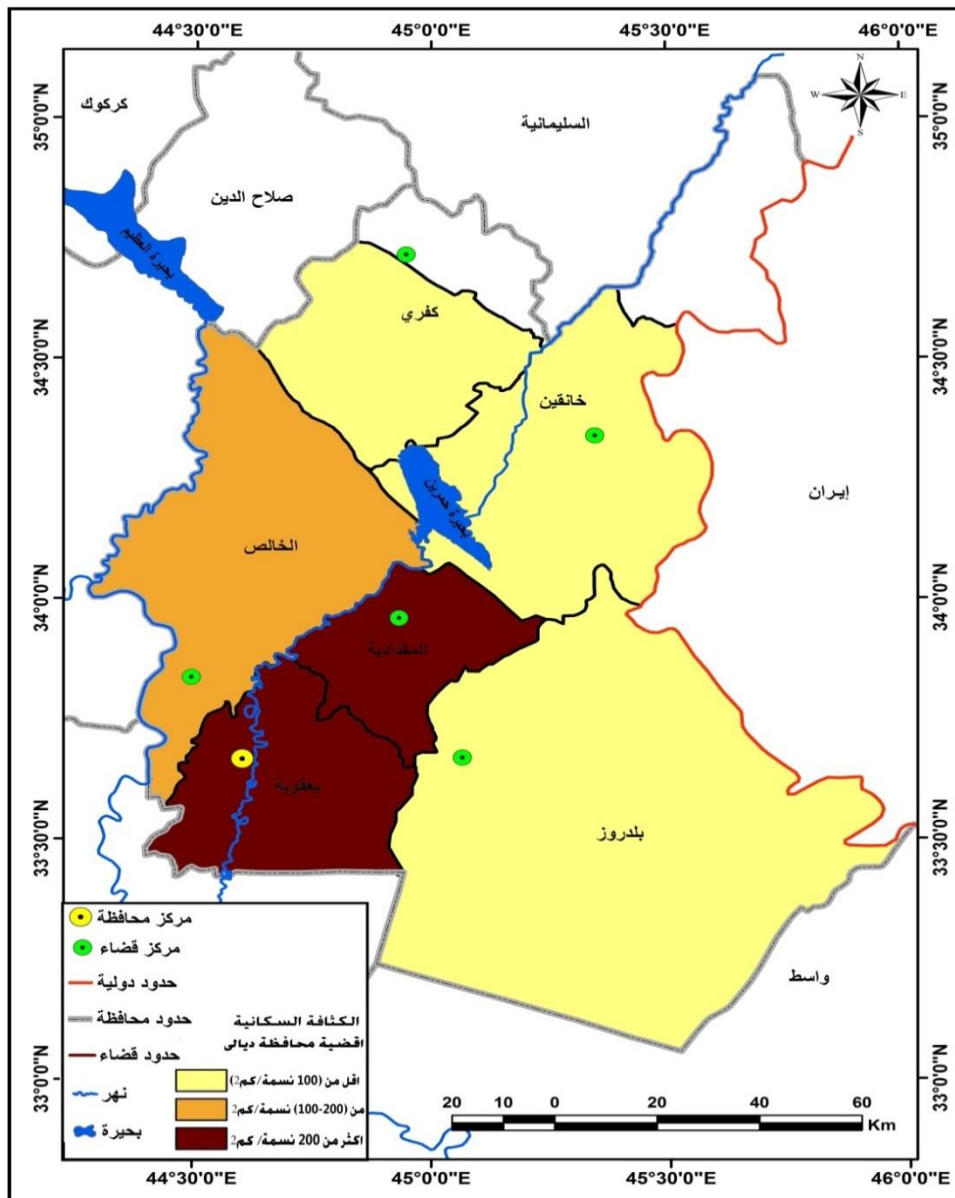 44°30'0"E
45°0'0"E
45°30'0"E
46°0'0"E
35°0'0"N
34°30'0"N
34°0'0"N
33°30'0"N
33°0'0"N
35°0'0"N
34°30'0"N
34°0'0"N
33°30'0"N
33°0'0"N
N
W
E
S
كركوك
السليمانية
صلاح الدين
بحيرة العظيم
كفري
خانقين
إيران
بحيرة حمرين
الخالص
المقدادية
يعقوبة
بلدروز
واسط
مركز محافظة
مركز قضاء
حدود دولية
حدود محافظة
حدود قضاء
نهر
بحيرة
الكثافة السكانية
اقضية محافظة ديالى
اقل من (100 نسمة/كم2)
من (200-100) نسمة/كم2
اكثر من 200 نسمة/كم2
20 10 0 20 40 60
Km
44°30'0"E
45°0'0"E
45°30'0"E
46°0'0"E